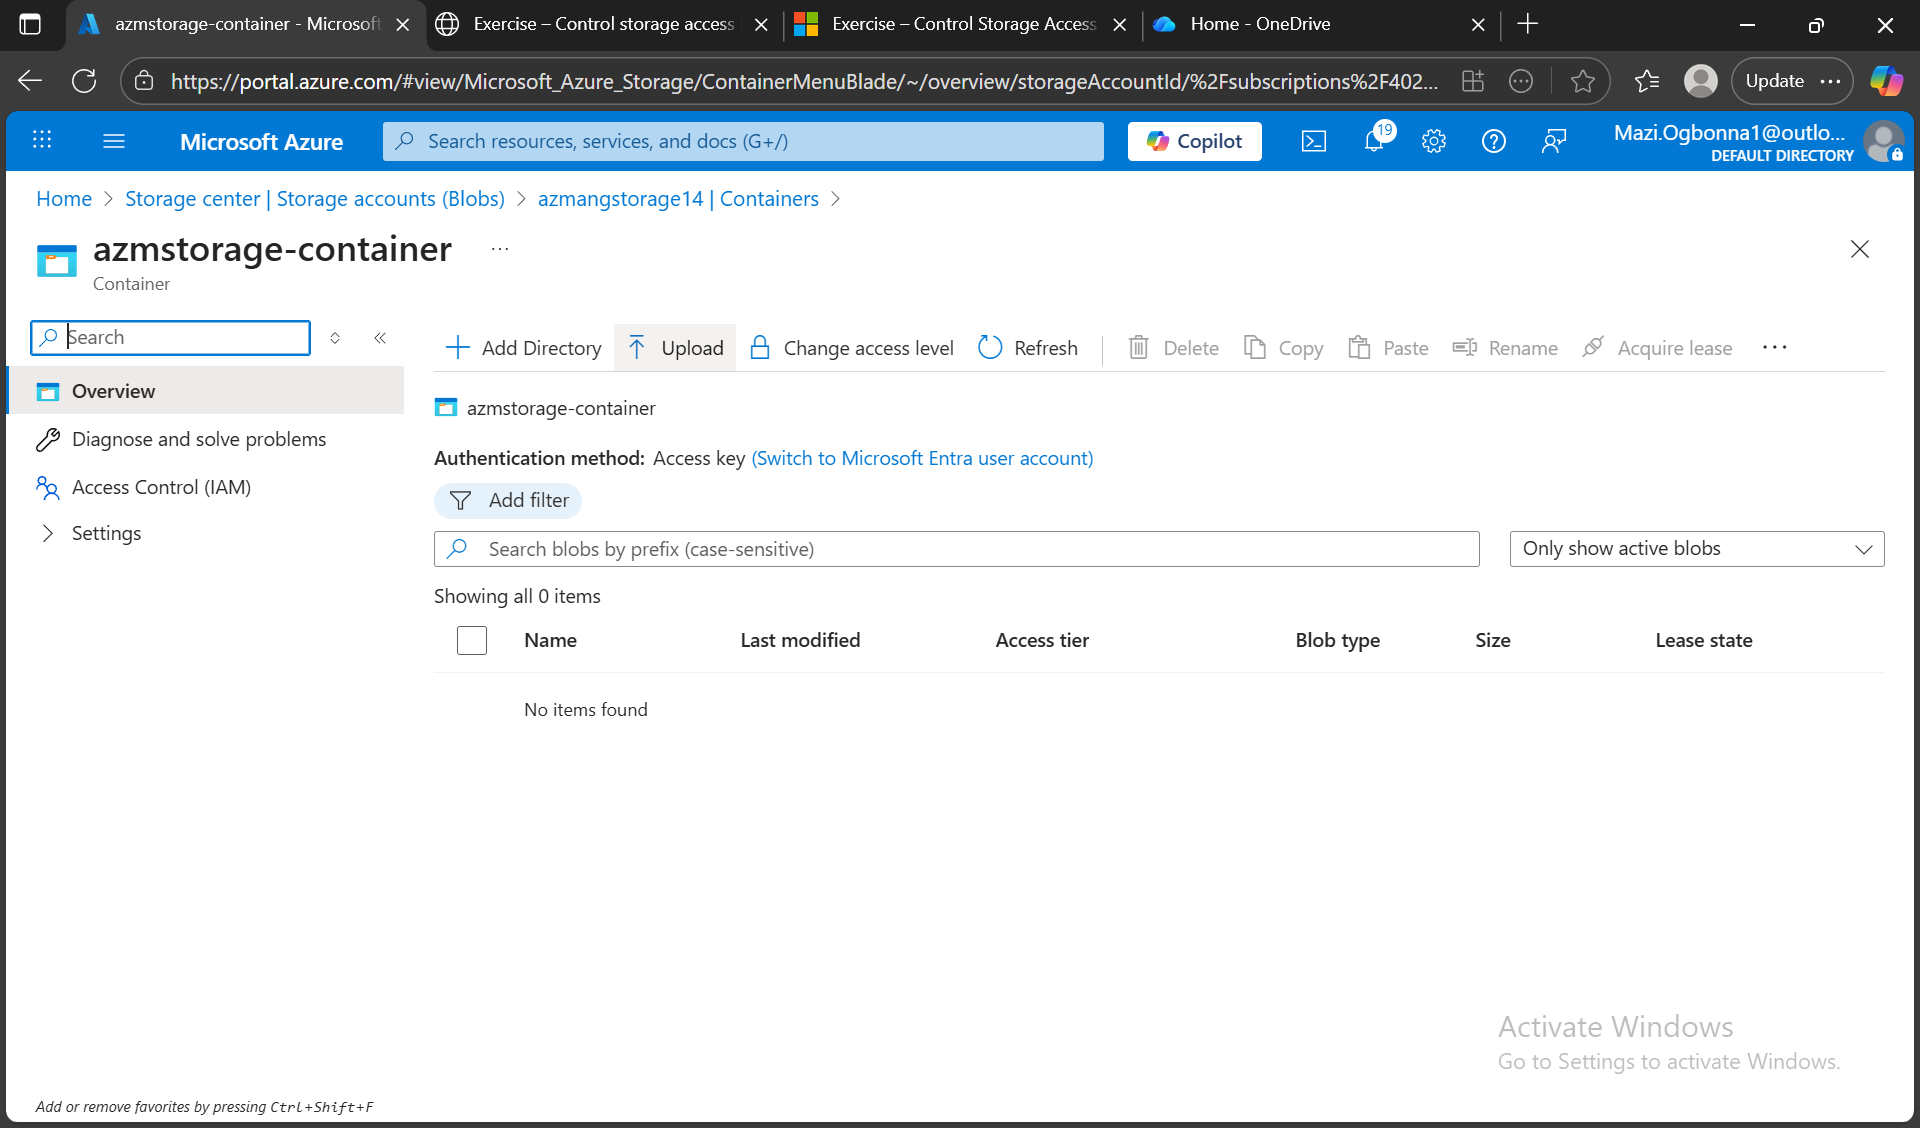 azmstorage-container - Microsoft
Exercise – Control storage access
Exercise – Control Storage Access
Home - OneDrive
https://portal.azure.com/#view/Microsoft_Azure_Storage/ContainerMenuBlade/~/overview/storageAccountId/%2Fsubscriptions%2F402...
Update
Microsoft Azure
Search resources, services, and docs (G+/)
Copilot
19
Mazi.Ogbonna1@outlo...
DEFAULT DIRECTORY
Home > Storage center | Storage accounts (Blobs) > azmangstorage14 | Containers >
azmstorage-container ...
Container
Search
Overview
Diagnose and solve problems
Access Control (IAM)
Settings
Add Directory
Upload
Change access level
Refresh
Delete
Copy
Paste
Rename
Acquire lease
azmstorage-container
Authentication method: Access key (Switch to Microsoft Entra user account)
Add filter
Search blobs by prefix (case-sensitive)
Only show active blobs
Showing all 0 items
Name Last modified Access tier Blob type Size Lease state
No items found
Activate Windows
Go to Settings to activate Windows.
Add or remove favorites by pressing Ctrl+Shift+F